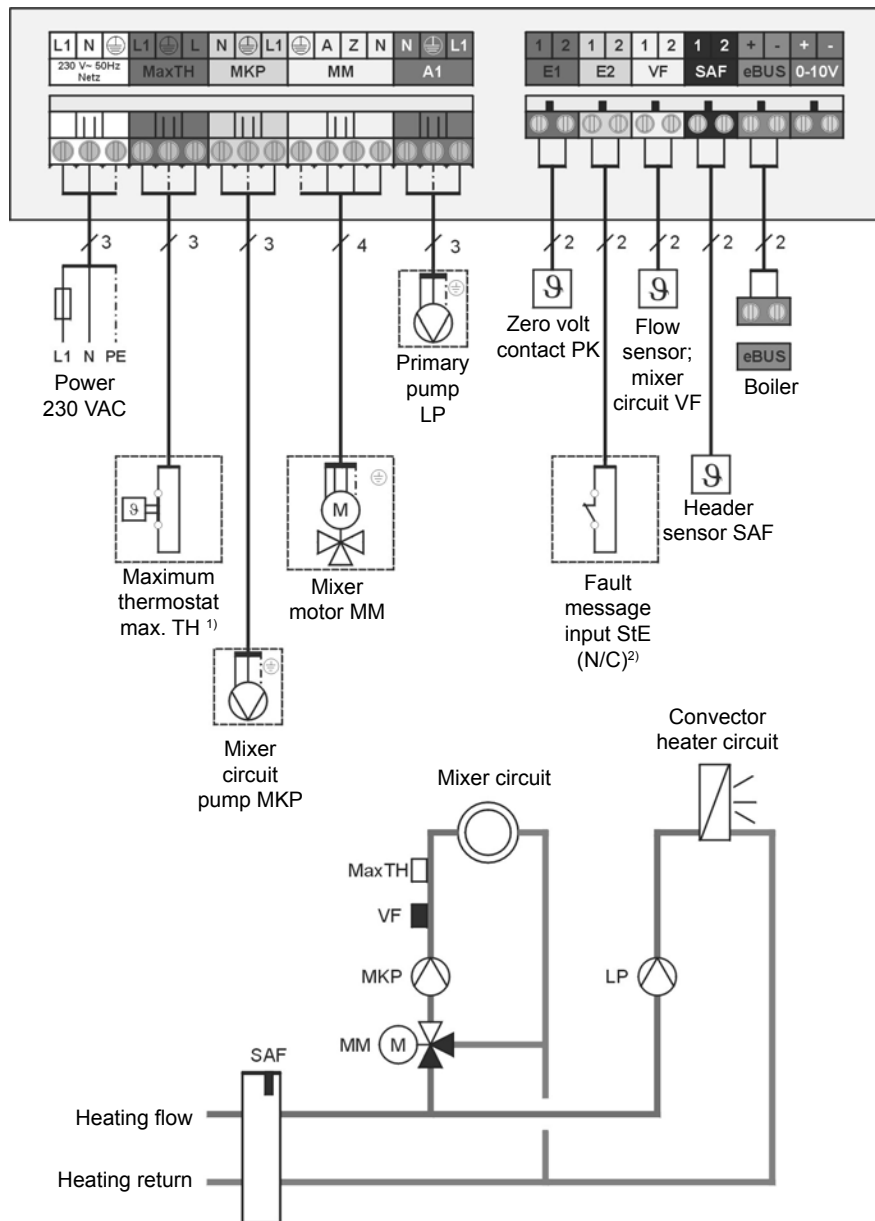 L1 N L1 L N L1 A Z N N L1 1 2 1 2 1 2 1 2 + - + -
230 V~ 50Hz
Netz
MaxTH MKP MM A1 E1 E2 VF SAF eBUS 0-10V
3 3 3 4 3 2 2 2 2 2
L1 N PE
Power
230 VAC
Primary
pump
LP
Zero volt
contact PK
Flow
sensor;
mixer
circuit VF
eBUS
Boiler
Maximum
thermostat
max. TH 1)
M
Mixer
motor MM
Fault
message
input StE
(N/C)2)
Header
sensor SAF
Mixer
circuit
pump MKP
Convector
heater circuit
Mixer circuit
MaxTH
VF
MKP
LP
MM M
SAF
Heating flow
Heating return